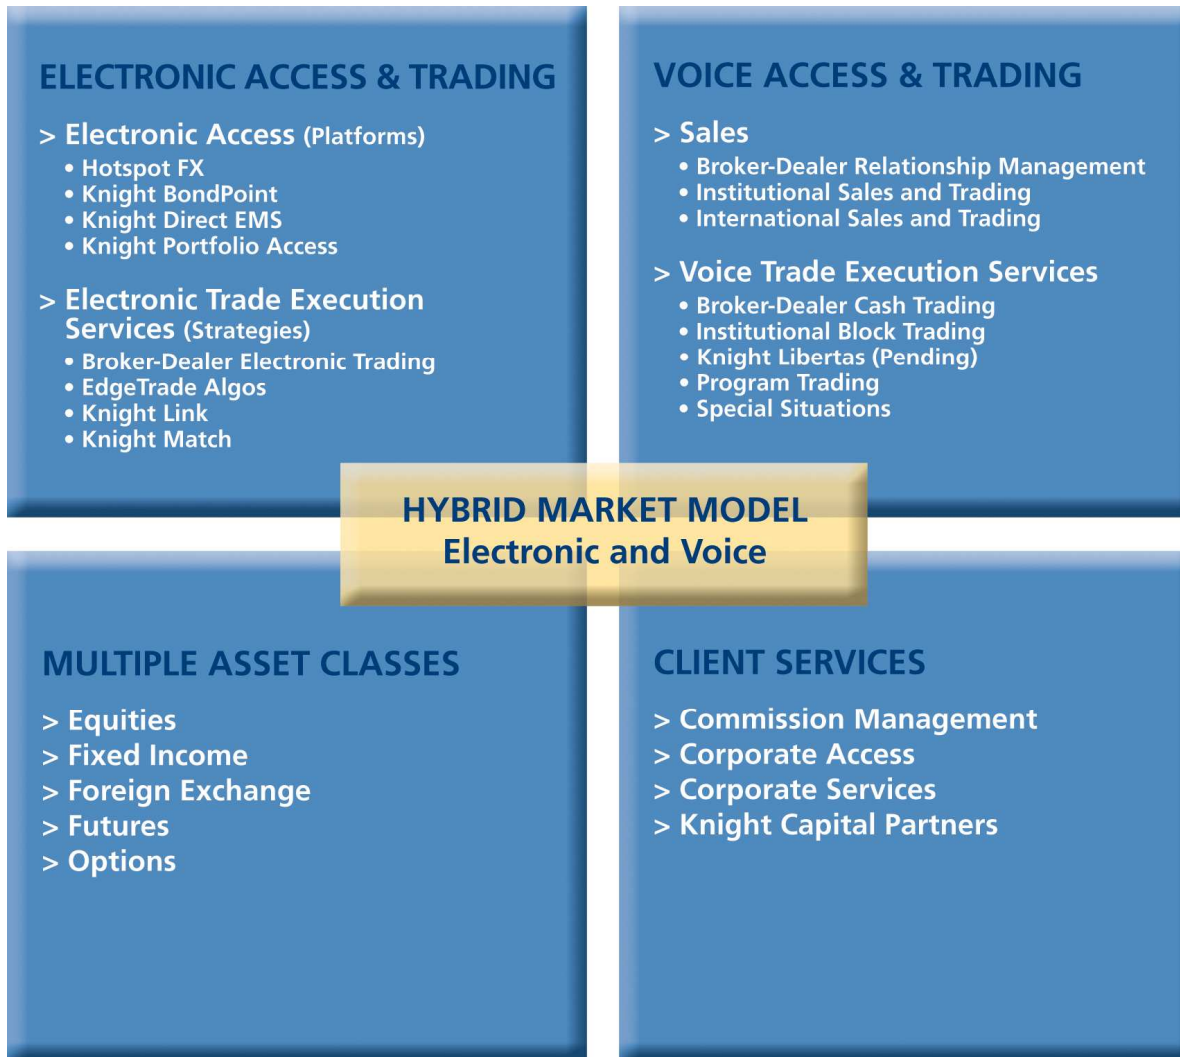 ELECTRONIC ACCESS & TRADING
> Electronic Access (Platforms)
• Hotspot FX
• Knight BondPoint
• Knight Direct EMS
• Knight Portfolio Access
> Electronic Trade Execution
Services (Strategies)
• Broker-Dealer Electronic Trading
• EdgeTrade Algos
• Knight Link
• Knight Match
VOICE ACCESS & TRADING
> Sales
• Broker-Dealer Relationship Management
• Institutional Sales and Trading
• International Sales and Trading
> Voice Trade Execution Services
• Broker-Dealer Cash Trading
• Institutional Block Trading
• Knight Libertas (Pending)
• Program Trading
• Special Situations
HYBRID MARKET MODEL
Electronic and Voice
MULTIPLE ASSET CLASSES
> Equities
> Fixed Income
> Foreign Exchange
> Futures
> Options
CLIENT SERVICES
> Commission Management
> Corporate Access
> Corporate Services
> Knight Capital Partners